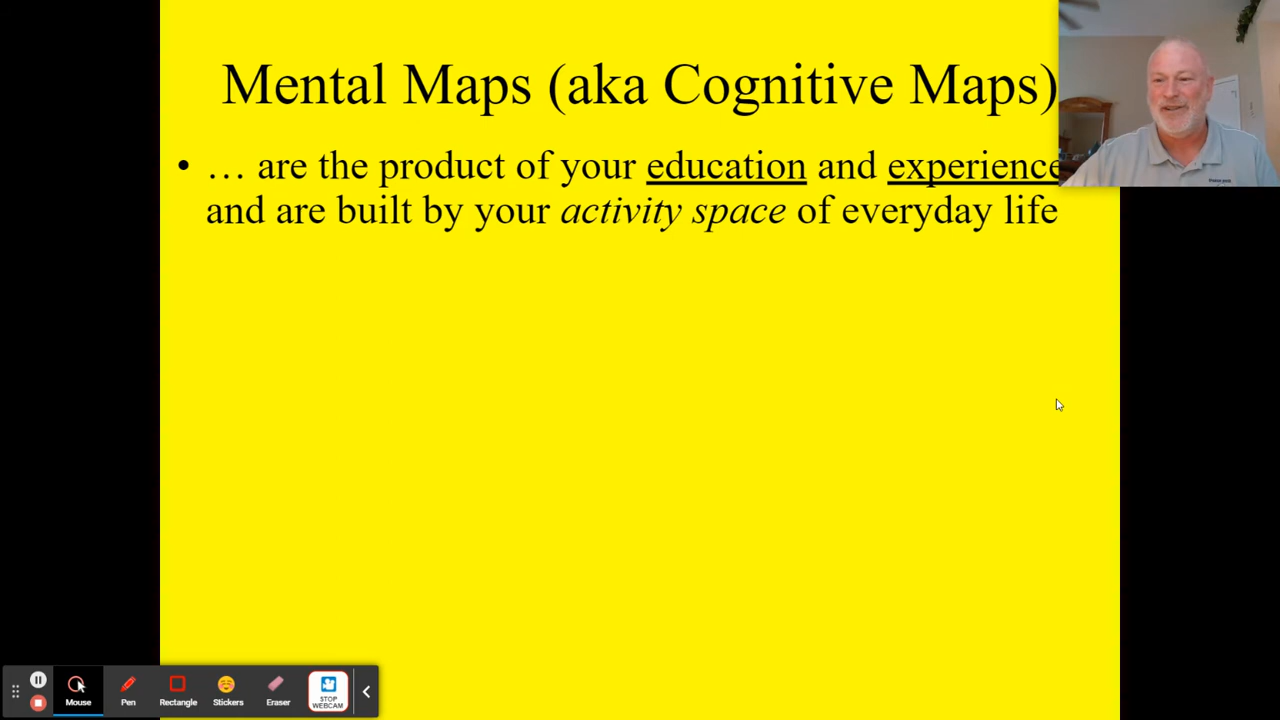 Mental Maps (aka Cognitive Maps)
• … are the product of your education and experience
and are built by your activity space of everyday life
Mouse
Pen
Rectangle
Stickers
Eraser
STOP
WEBCAM